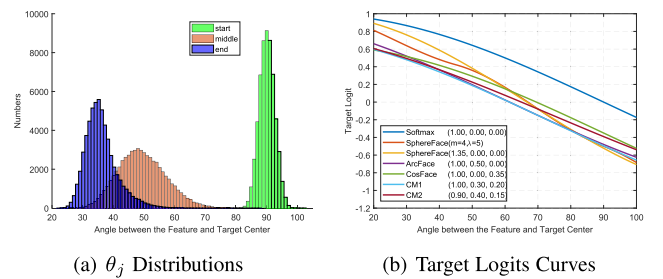 10000
8000
6000
4000
2000
0
Numbers
start
middle
end
20 30 40 50 60 70 80 90 100
Angle between the Feature and Target Center
(a) θj Distributions
1
0.8
0.6
0.4
0.2
0
-0.2
-0.4
-0.6
-0.8
-1
-1.2
Target Logit
Softmax (1.00, 0.00, 0.00)
SphereFace(m=4,λ=5)
SphereFace(1.35, 0.00, 0.00)
ArcFace (1.00, 0.50, 0.00)
CosFace (1.00, 0.00, 0.35)
CM1 (1.00, 0.30, 0.20)
CM2 (0.90, 0.40, 0.15)
20 30 40 50 60 70 80 90 100
Angle between the Feature and Target Center
(b) Target Logits Curves